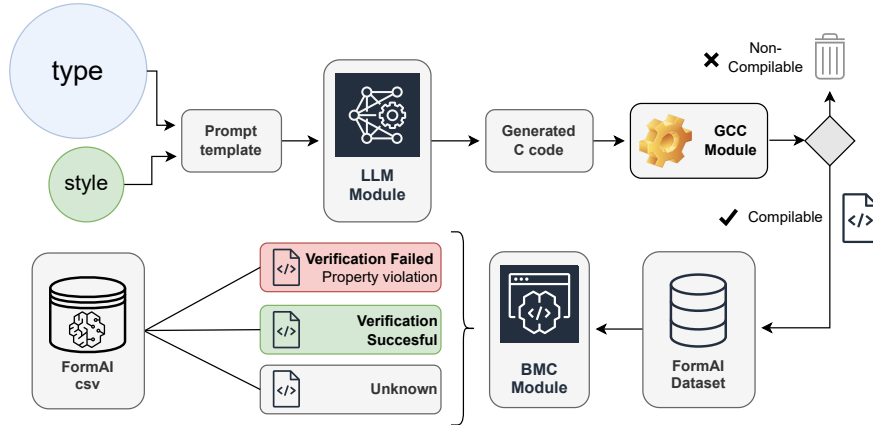 type
style
Prompt
template
LLM
Module
Generated
C code
GCC
Module
Non-
Compilable
Compilable
</>
FormAI
Dataset
</>
BMC
Module
</>
Verification Failed
Property violation
</>
Verification
Succesful
</>
Unknown
FormAI
csv